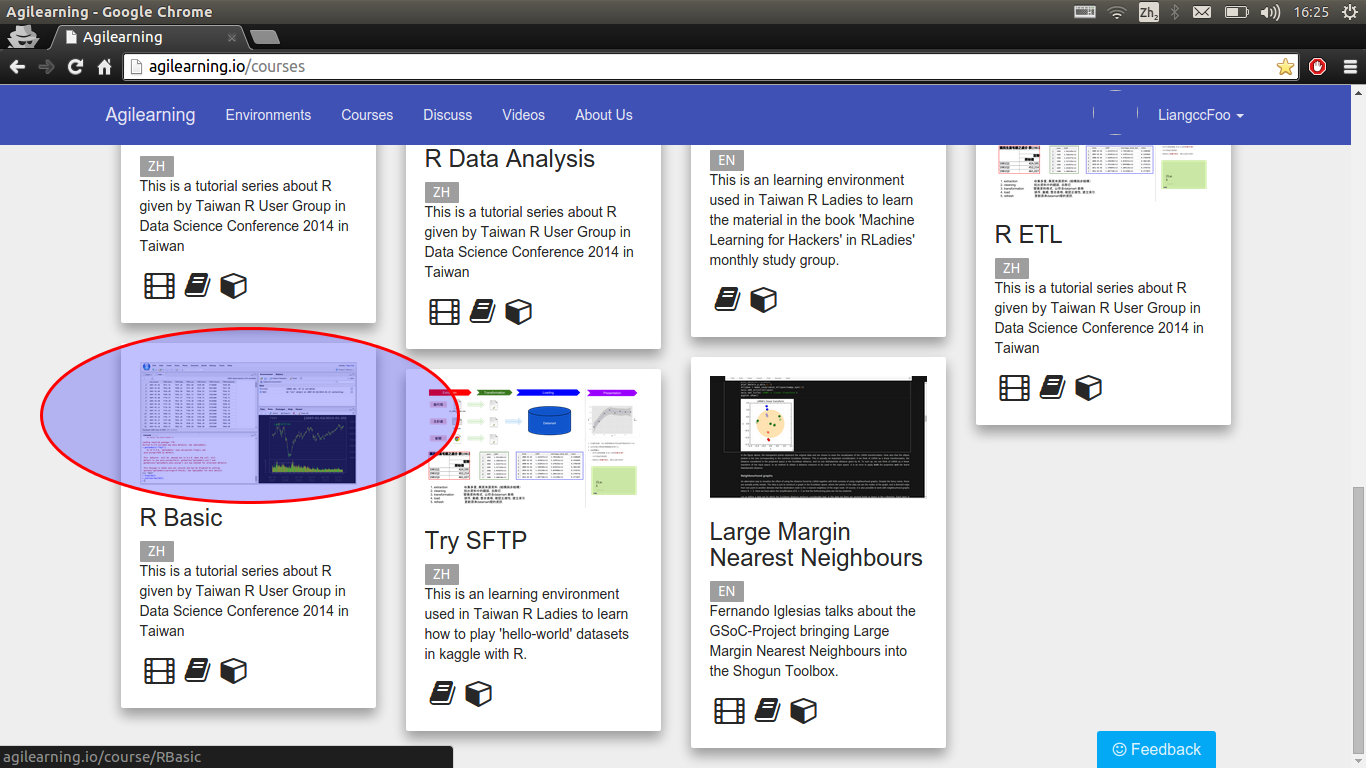 Agilearning - Google Chrome
Zh2
16:25
Agilearning
agilearning.io/courses
Agilearning
Environments
Courses
Discuss
Videos
About Us
LiangccFoo
ZH
This is a tutorial series about R
given by Taiwan R User Group in
Data Science Conference 2014 in
Taiwan
R Basic
ZH
This is a tutorial series about R
given by Taiwan R User Group in
Data Science Conference 2014 in
Taiwan
R Data Analysis
ZH
This is a tutorial series about R
given by Taiwan R User Group in
Data Science Conference 2014 in
Taiwan
Transformation
Loading
Presentation
Datamart
Try SFTP
ZH
This is an learning environment
used in Taiwan R Ladies to learn
how to play 'hello-world' datasets
in kaggle with R.
EN
This is an learning environment
used in Taiwan R Ladies to learn
the material in the book 'Machine
Learning for Hackers' in RLadies'
monthly study group.
Large Margin
Nearest Neighbours
EN
Fernando Iglesias talks about the
GSoC-Project bringing Large
Margin Nearest Neighbours into
the Shogun Toolbox.
R ETL
ZH
This is a tutorial series about R
given by Taiwan R User Group in
Data Science Conference 2014 in
Taiwan
Feedback
agilearning.io/course/RBasic